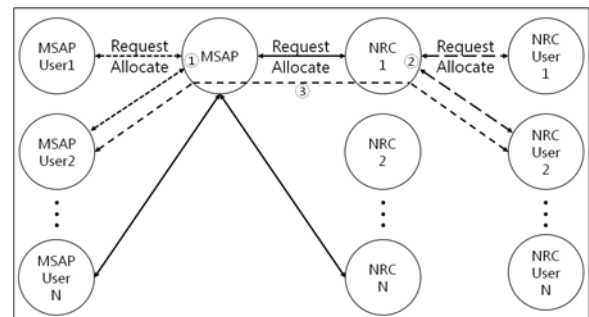 MSAP
User1
Request
Allocate
①
MSAP
Request
Allocate
NRC
1
②
Request
Allocate
NRC
User
1
③
MSAP
User2
NRC
2
NRC
User
2
MSAP
User
N
NRC
N
NRC
User
N